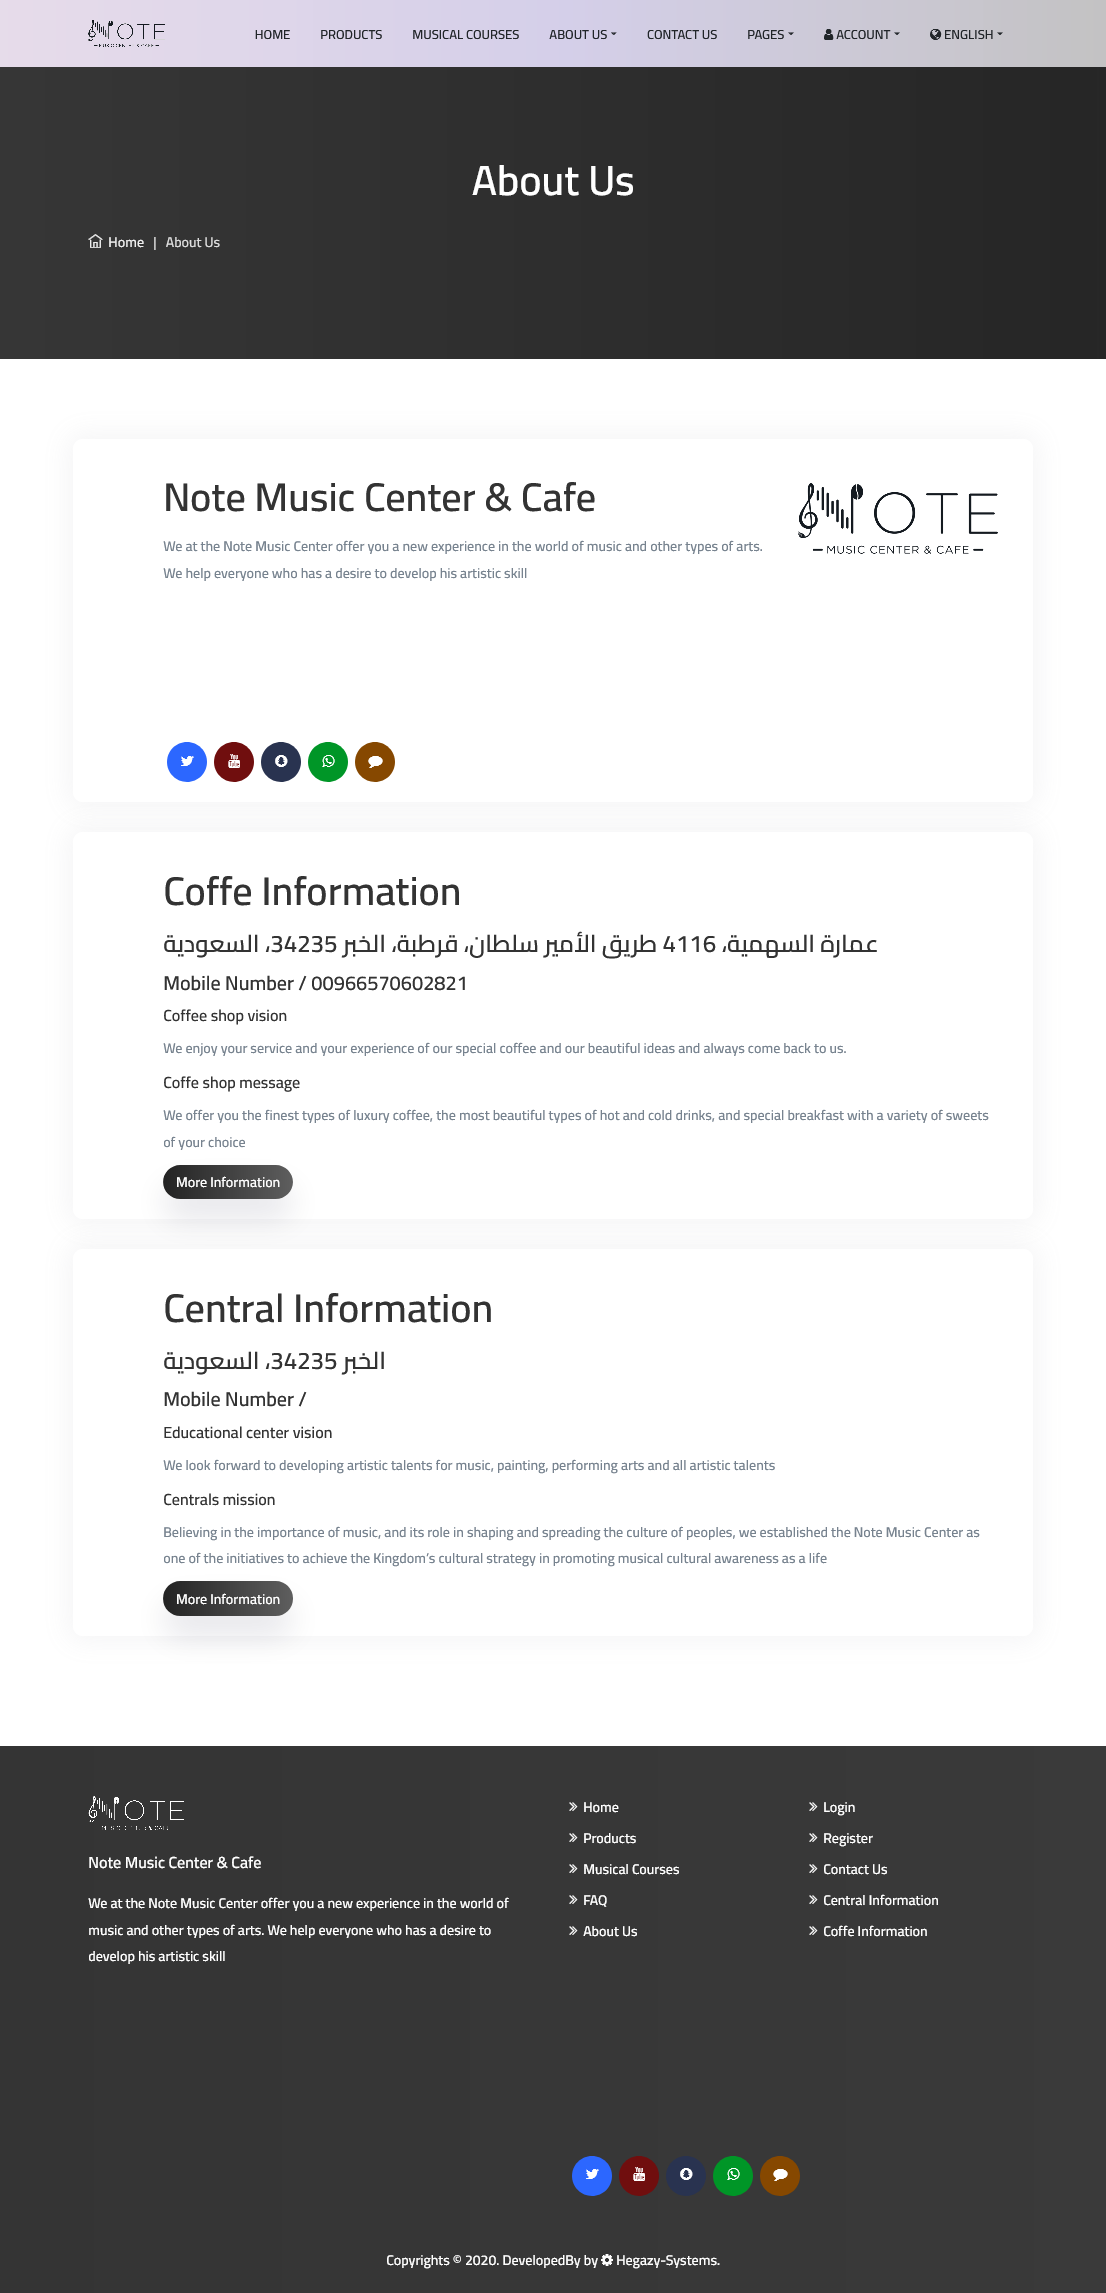 NOTE
HOME PRODUCTS MUSICAL COURSES ABOUT US CONTACT US PAGES ACCOUNT ENGLISH
About Us
Home | About Us
Note Music Center & Cafe
We at the Note Music Center offer you a new experience in the world of music and other types of arts.
We help everyone who has a desire to develop his artistic skill
NOTE
MUSIC CENTER & CAFE
Coffe Information
عمارة السهمية، 4116 طريق الأمير سلطان، قرطبة، الخبر 34235، السعودية
Mobile Number / 00966570602821
Coffee shop vision
We enjoy your service and your experience of our special coffee and our beautiful ideas and always come back to us.
Coffe shop message
We offer you the finest types of luxury coffee, the most beautiful types of hot and cold drinks, and special breakfast with a variety of sweets
of your choice
More Information
Central Information
الخبر 34235، السعودية
Mobile Number /
Educational center vision
We look forward to developing artistic talents for music, painting, performing arts and all artistic talents
Centrals mission
Believing in the importance of music, and its role in shaping and spreading the culture of peoples, we established the Note Music Center as
one of the initiatives to achieve the Kingdom’s cultural strategy in promoting musical cultural awareness as a life
More Information
NOTE
Note Music Center & Cafe
We at the Note Music Center offer you a new experience in the world of
music and other types of arts. We help everyone who has a desire to
develop his artistic skill
Home
Products
Musical Courses
FAQ
About Us
Login
Register
Contact Us
Central Information
Coffe Information
Copyrights © 2020. DevelopedBy by Hegazy-Systems.